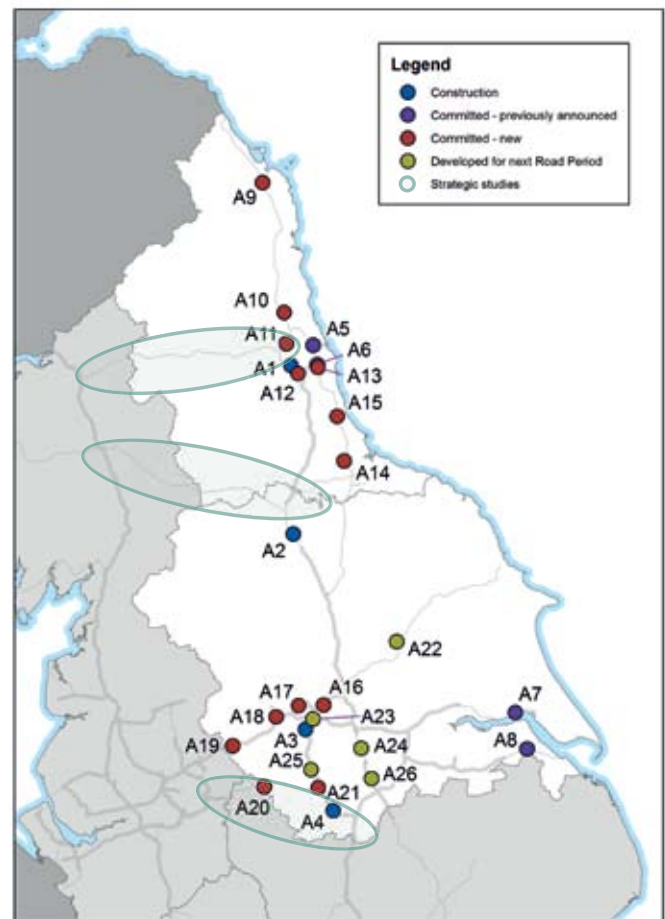 Legend
Construction
Committed - previously announced
Committed - new
Developed for next Road Period
Strategic studies
A9
A10
A11
A5
A6
A1
A13
A12
A15
A14
A2
A22
A17
A16
A7
A18
A23
A3
A19
A24
A8
A25
A26
A20
A21
A4